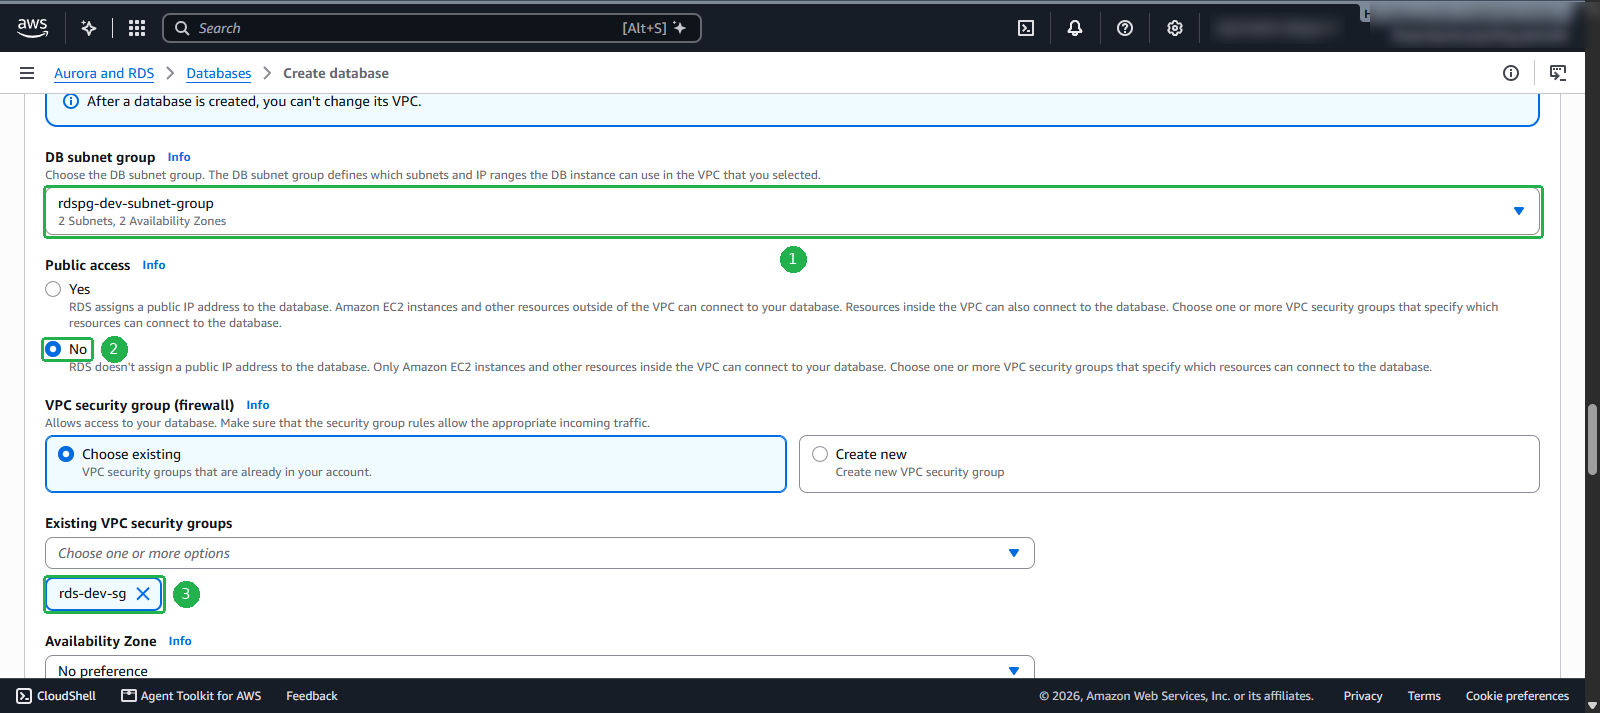 aws
Search
[Alt+S]
Aurora and RDS
Databases
Create database
After a database is created, you can't change its VPC.
DB subnet group Info
Choose the DB subnet group. The DB subnet group defines which subnets and IP ranges the DB instance can use in the VPC that you selected.
rdspg-dev-subnet-group
2 Subnets, 2 Availability Zones
1
Public access Info
Yes
RDS assigns a public IP address to the database. Amazon EC2 instances and other resources outside of the VPC can connect to your database. Resources inside the VPC can also connect to the database. Choose one or more VPC security groups that specify which
resources can connect to the database.
No
2
RDS doesn't assign a public IP address to the database. Only Amazon EC2 instances and other resources inside the VPC can connect to your database. Choose one or more VPC security groups that specify which resources can connect to the database.
VPC security group (firewall) Info
Allows access to your database. Make sure that the security group rules allow the appropriate incoming traffic.
Choose existing
VPC security groups that are already in your account.
Create new
Create new VPC security group
Existing VPC security groups
Choose one or more options
rds-dev-sg
3
Availability Zone Info
No preference
CloudShell
Agent Toolkit for AWS
Feedback
© 2026, Amazon Web Services, Inc. or its affiliates.
Privacy
Terms
Cookie preferences